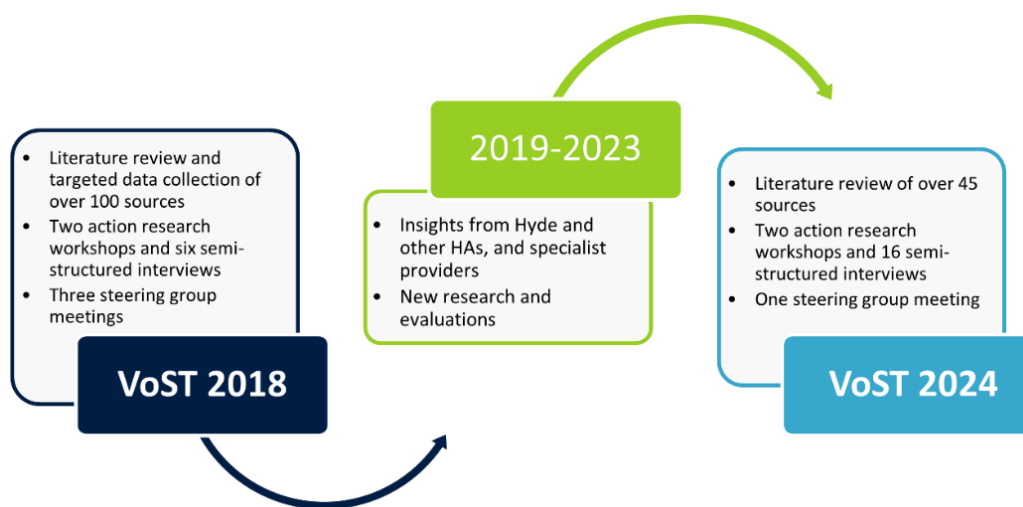 • Literature review and
targeted data collection of
over 100 sources
• Two action research
workshops and six semi-
structured interviews
• Three steering group
meetings
VoST 2018
2019-2023
• Insights from Hyde and
other HAs, and specialist
providers
• New research and
evaluations
• Literature review of over 45
sources
• Two action research
workshops and 16 semi-
structured interviews
• One steering group meeting
VoST 2024